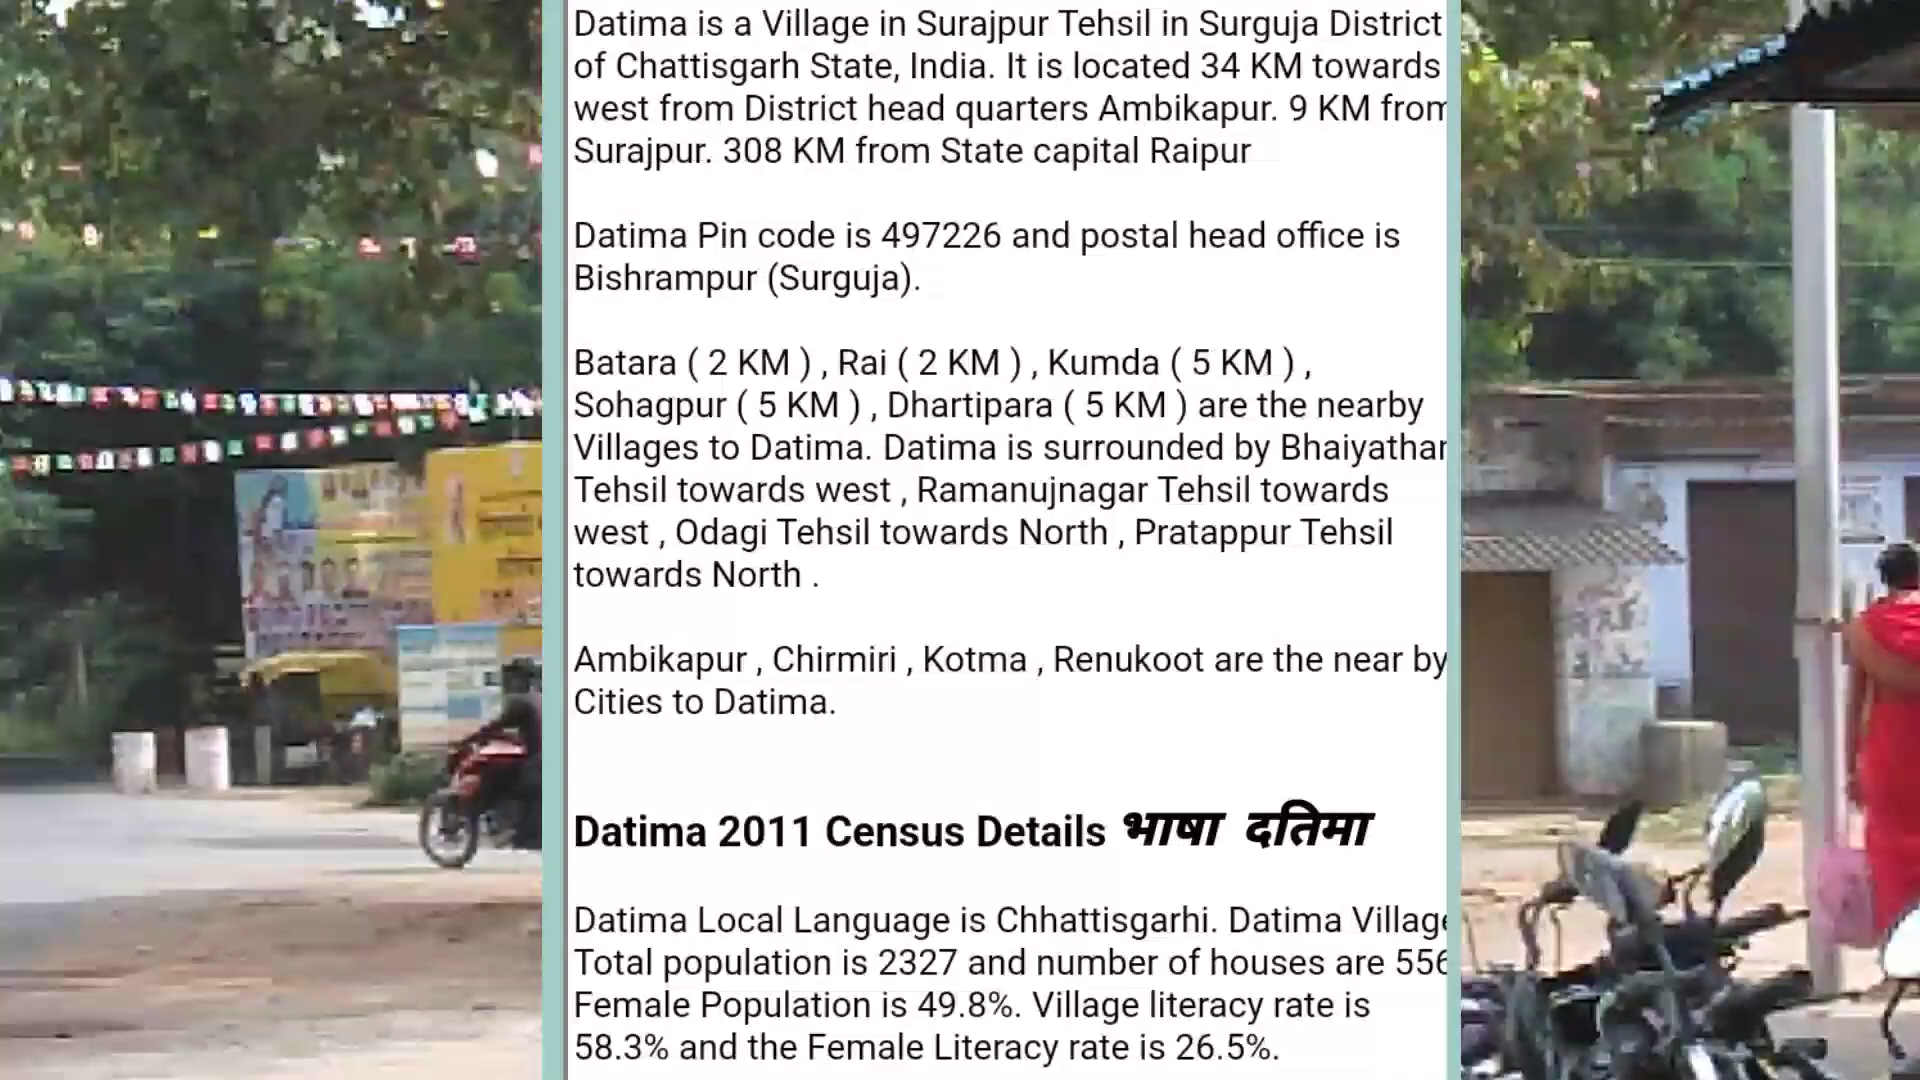 Datima is a Village in Surajpur Tehsil in Surguja District
of Chattisgarh State, India. It is located 34 KM towards
west from District head quarters Ambikapur. 9 KM from
Surajpur. 308 KM from State capital Raipur
Datima Pin code is 497226 and postal head office is
Bishrampur (Surguja).
Batara ( 2 KM ) , Rai ( 2 KM ) , Kumda ( 5 KM ) ,
Sohagpur ( 5 KM ) , Dhartipara ( 5 KM ) are the nearby
Villages to Datima. Datima is surrounded by Bhaiyathan
Tehsil towards west , Ramanujnagar Tehsil towards
west , Odagi Tehsil towards North , Pratappur Tehsil
towards North .
Ambikapur , Chirmiri , Kotma , Renukoot are the near by
Cities to Datima.
Datima 2011 Census Details भाषा दतिमा
Datima Local Language is Chhattisgarhi. Datima Village
Total population is 2327 and number of houses are 556
Female Population is 49.8%. Village literacy rate is
58.3% and the Female Literacy rate is 26.5%.